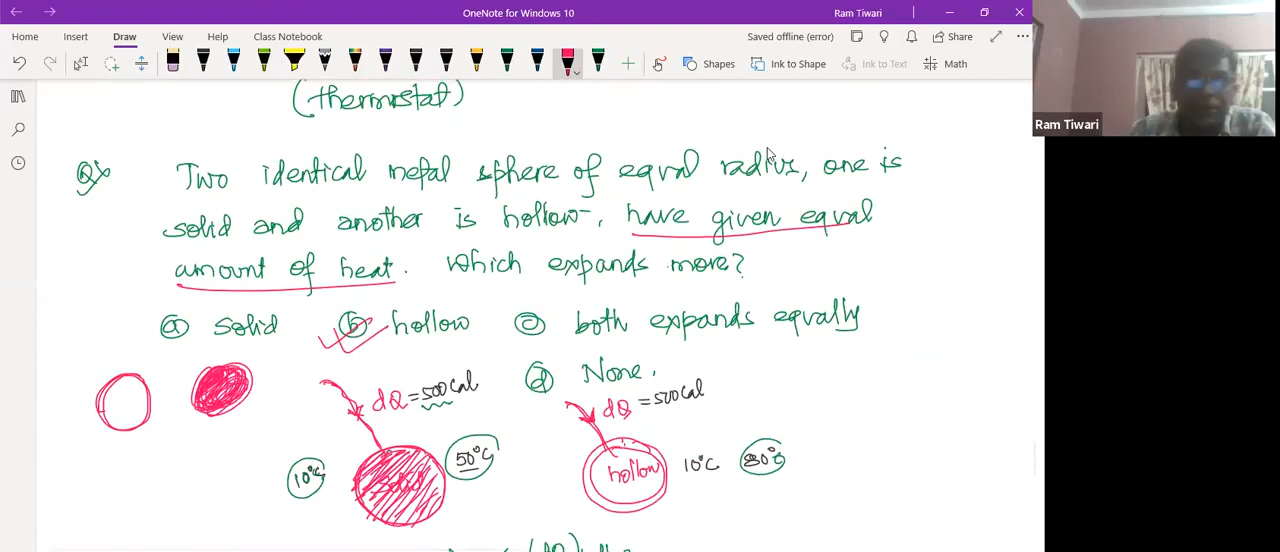 OneNote for Windows 10
Ram Tiwari
Home Insert Draw View Help Class Notebook
Saved offline (error) Share
Shapes Ink to Shape Ink to Text Math
(thermostat)
Ram Tiwari
Q) Two identical metal sphere of equal radius, one is
solid and another is hollow, have given equal
amount of heat. Which expands more?
(a) solid (b) hollow (c) both expands equally
(d) None.
dQ = 500 Cal
dQ = 500 Cal
10°C solid 50°C
hollow 10°C 80°